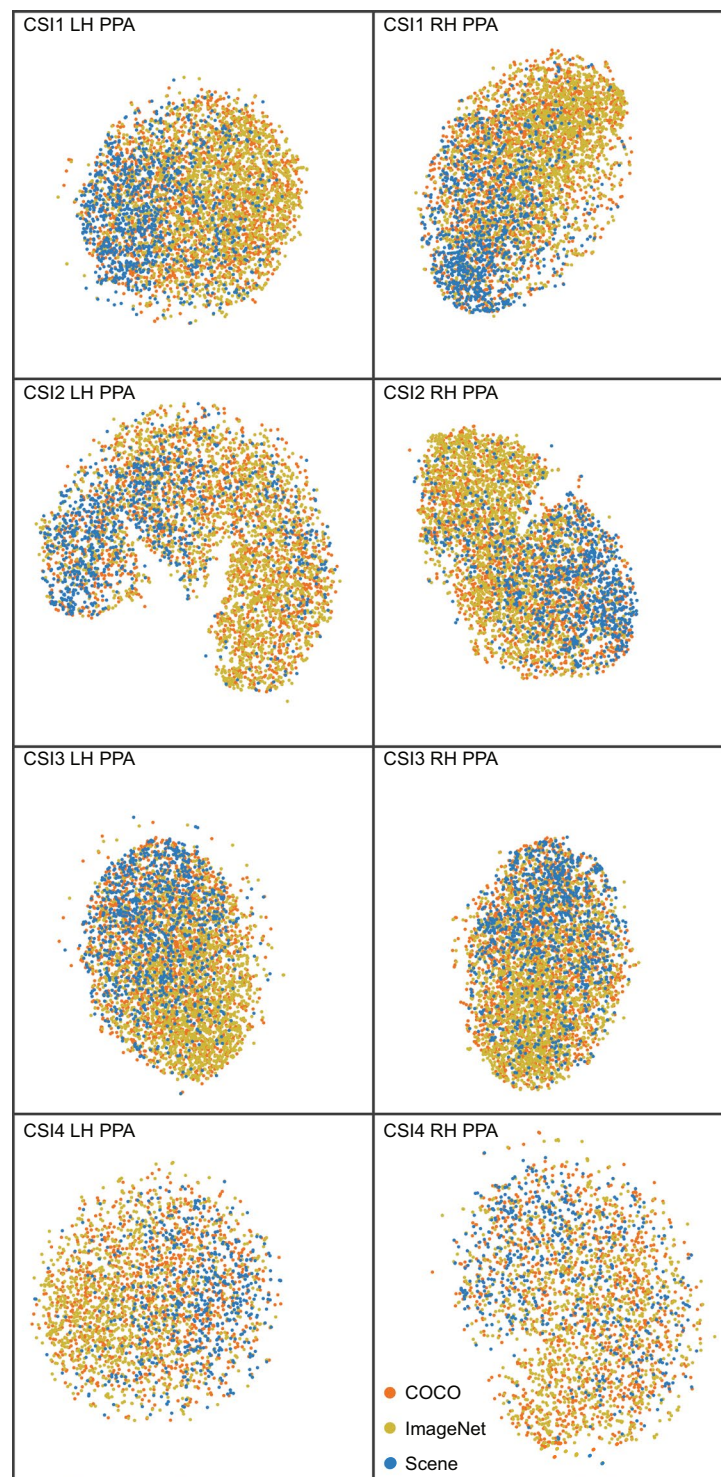 CSI1 LH PPA
CSI1 RH PPA
CSI2 LH PPA
CSI2 RH PPA
CSI3 LH PPA
CSI3 RH PPA
CSI4 LH PPA
CSI4 RH PPA
COCO
ImageNet
Scene